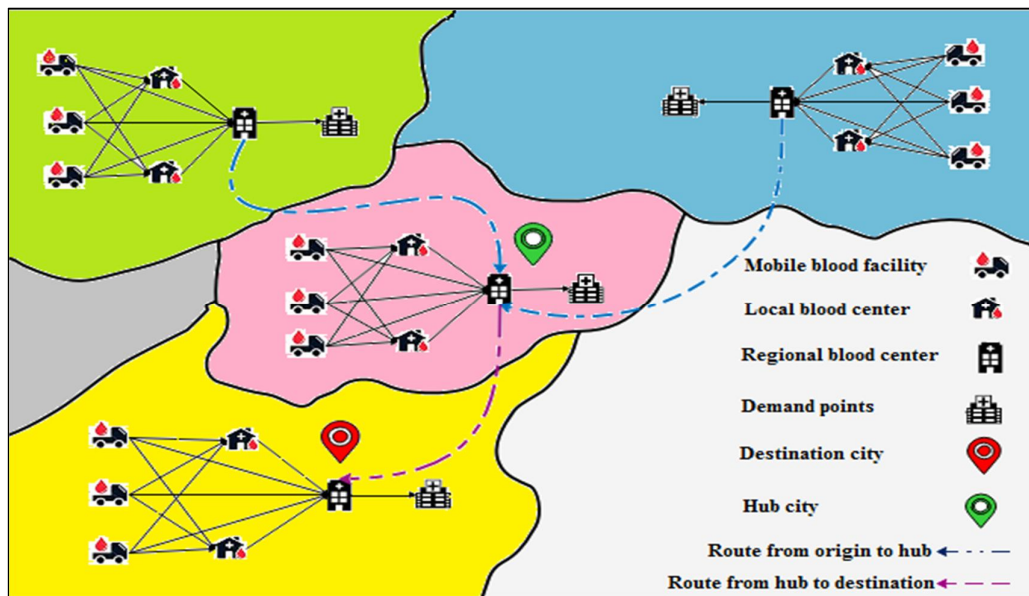 Mobile blood facility
Local blood center
Regional blood center
Demand points
Destination city
Hub city
Route from origin to hub
Route from hub to destination